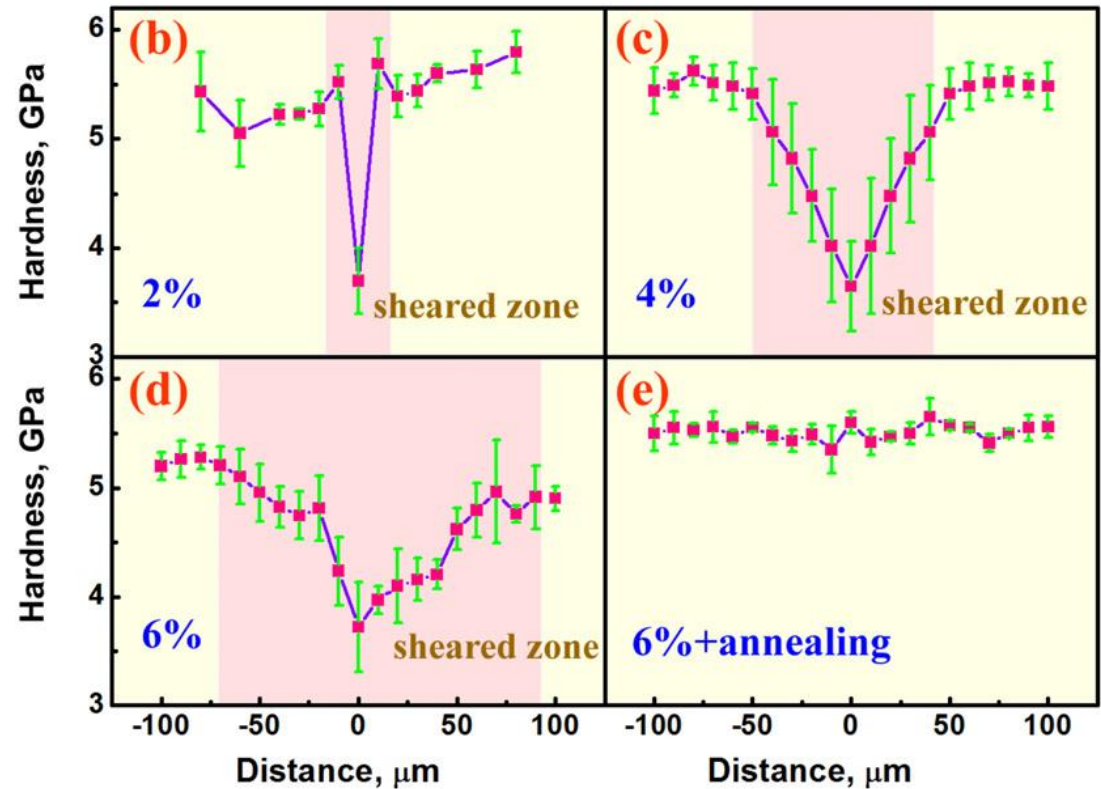 (b)
(c)
6
5
4
3
Hardness, GPa
2%
sheared zone
4%
sheared zone
(d)
(e)
6
5
4
3
Hardness, GPa
6%
sheared zone
6%+annealing
-100 -50 0 50 100
-100 -50 0 50 100
Distance, μm
Distance, μm